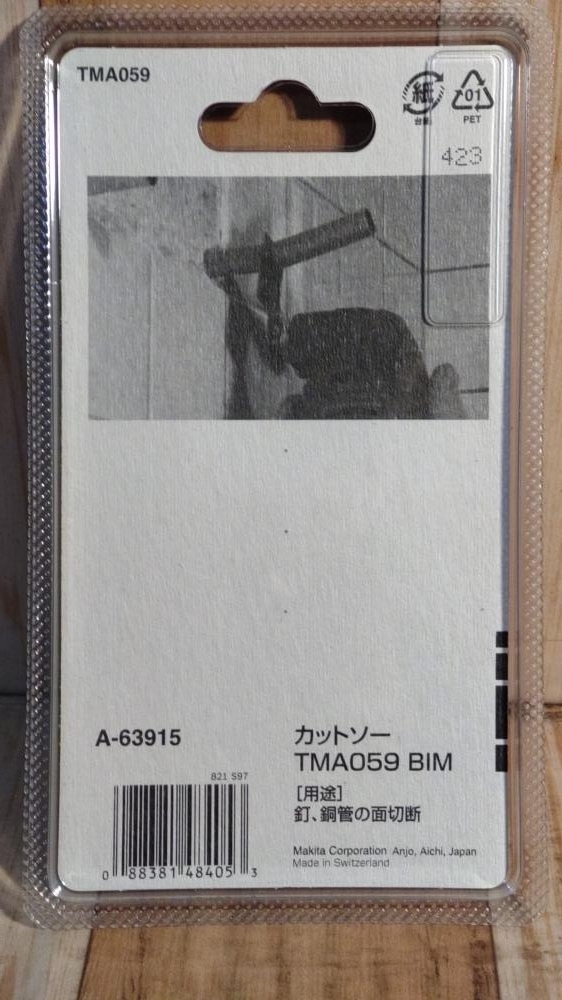 TMA059
紙
台紙
01
PET
423
A-63915
カットソー
TMA059 BIM
821 S97
[用途]
釘、銅管の面切断
0 88381 48405 3
Makita Corporation Anjo, Aichi, Japan
Made in Switzerland